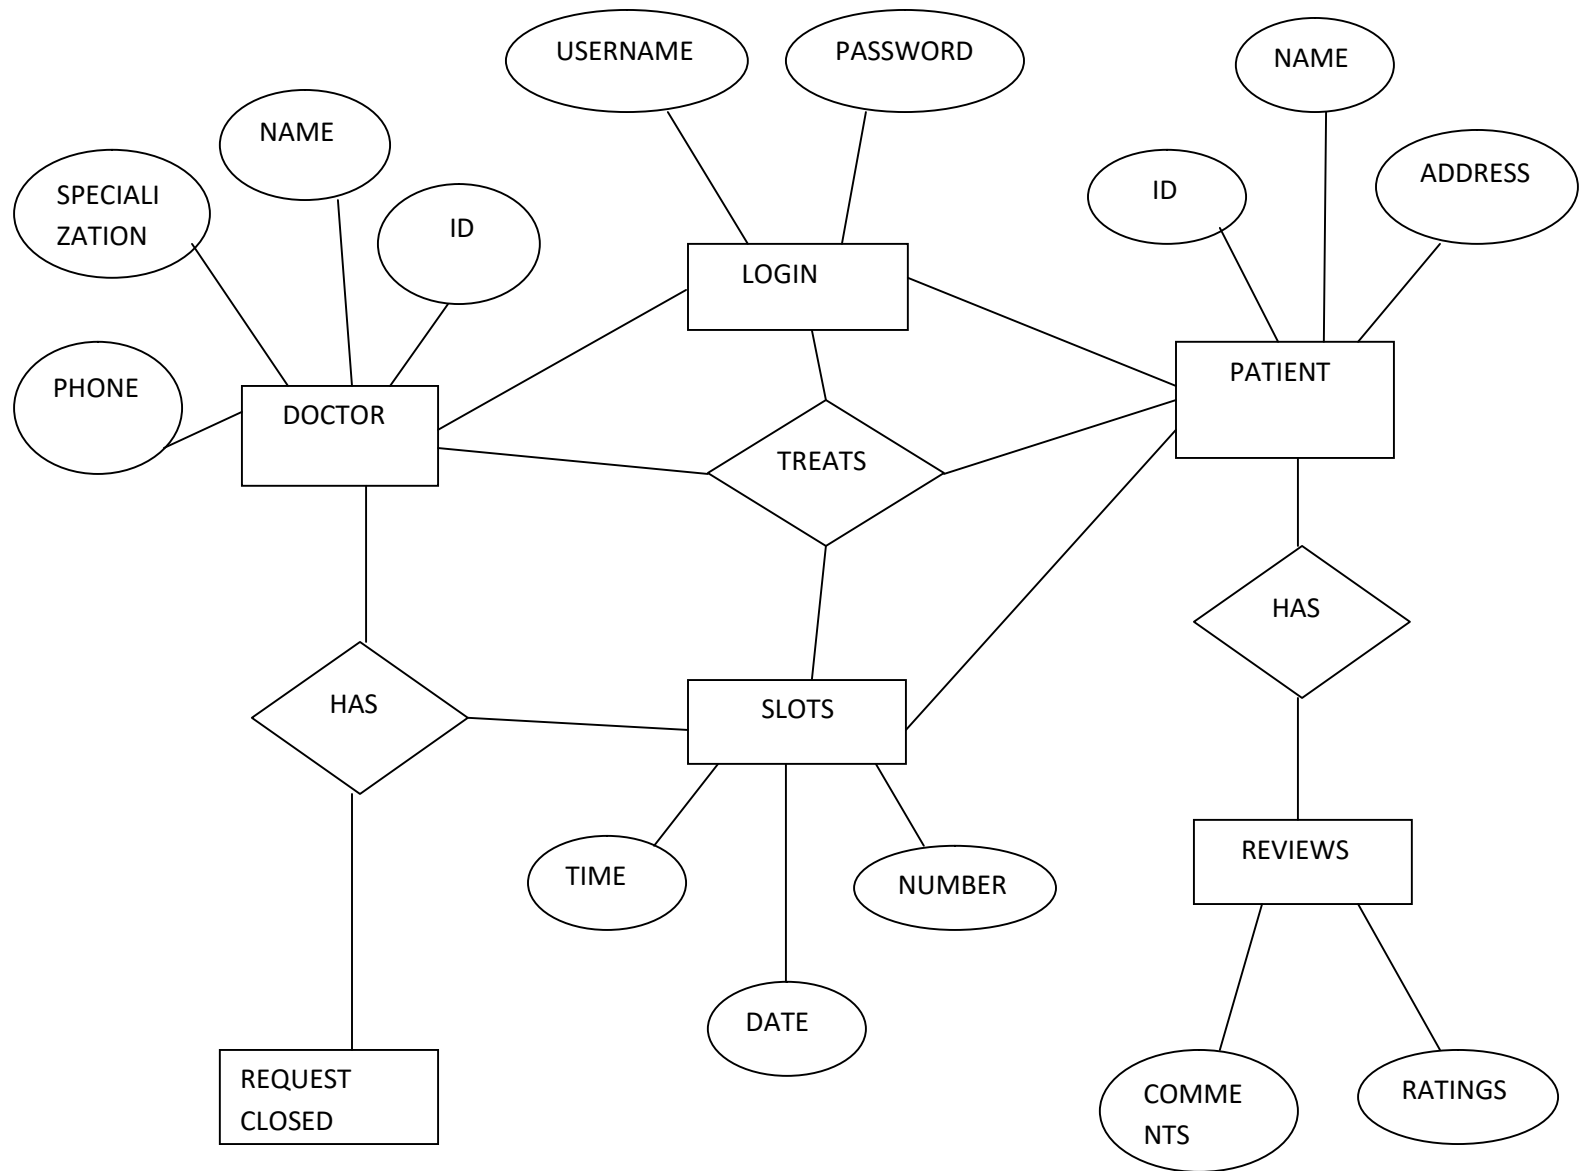 USERNAME
PASSWORD
NAME
NAME
SPECIALI
ZATION
ID
ID
ADDRESS
LOGIN
PHONE
DOCTOR
PATIENT
TREATS
HAS
HAS
SLOTS
REVIEWS
TIME
NUMBER
DATE
REQUEST
CLOSED
COMME
NTS
RATINGS